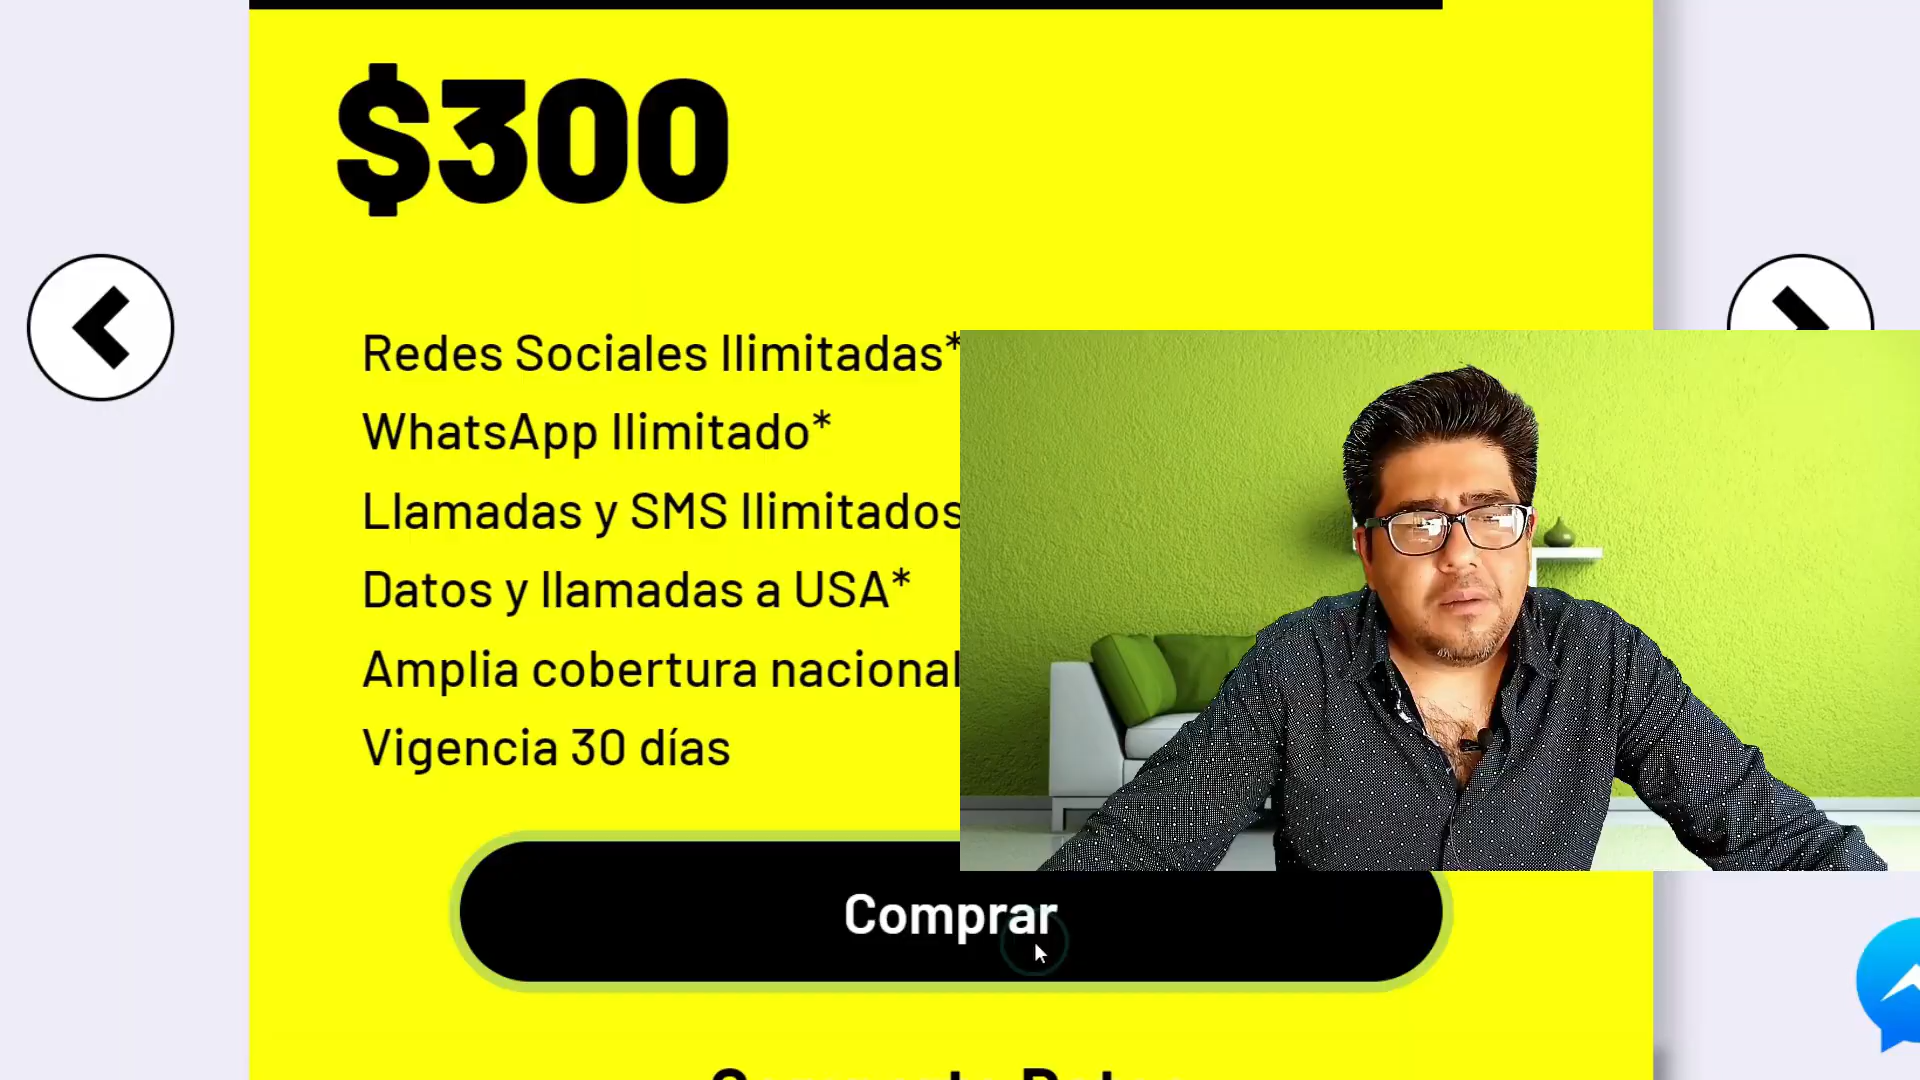 $300
Redes Sociales Ilimitadas*
WhatsApp Ilimitado*
Llamadas y SMS Ilimitados
Datos y llamadas a USA*
Amplia cobertura nacional
Vigencia 30 días
Comprar